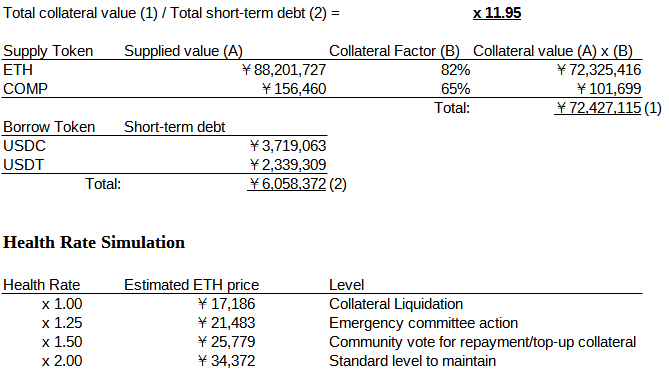 Total collateral value (1) / Total short-term debt (2) = x 11.95
Supply Token Supplied value (A) Collateral Factor (B) Collateral value (A) x (B)
ETH ¥88,201,727 82% ¥72,325,416
COMP ¥156,460 65% ¥101,699
Total: ¥72,427,115 (1)
Borrow Token Short-term debt
USDC ¥3,719,063
USDT ¥2,339,309
Total: ¥6,058,372 (2)
Health Rate Simulation
Health Rate Estimated ETH price Level
x 1.00 ¥17,186 Collateral Liquidation
x 1.25 ¥21,483 Emergency committee action
x 1.50 ¥25,779 Community vote for repayment/top-up collateral
x 2.00 ¥34,372 Standard level to maintain